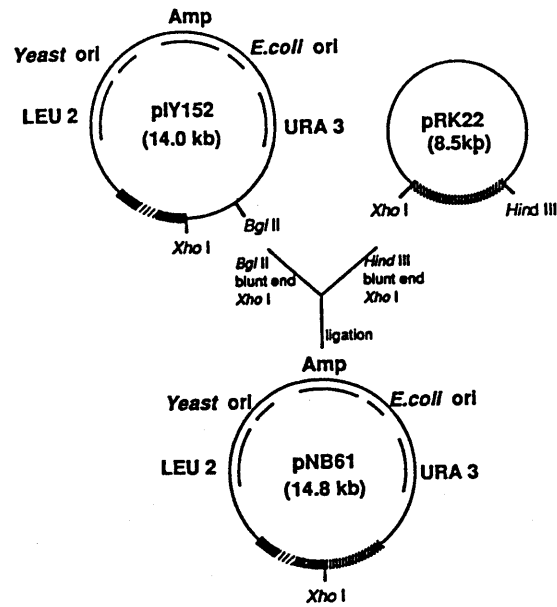 Amp
Yeast ori
E.coli ori
LEU 2
pIY152
(14.0 kb)
URA 3
Xho I
Bgl II
pRK22
(8.5kb)
Xho I
Hind III
Bgl II
blunt end
Xho I
Hind III
blunt end
Xho I
ligation
Amp
Yeast ori
E.coli ori
LEU 2
pNB61
(14.8 kb)
URA 3
Xho I